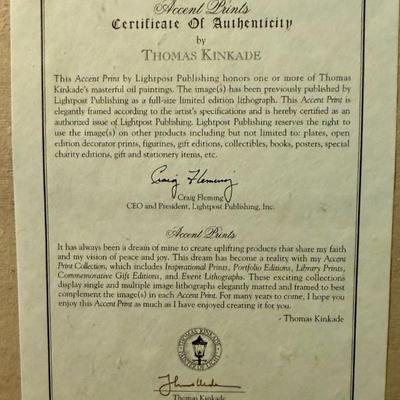 Accent Prints
Certificate Of Authenticity
by
THOMAS KINKADE
This Accent Print by Lightpost Publishing honors one or more of Thomas
Kinkade's masterful oil paintings. The image(s) has been previously published by
Lightpost Publishing as a full-size limited edition lithograph. This Accent Print is
elegantly framed according to the artist's specifications and is hereby certified as an
authorized issue of Lightpost Publishing. Lightpost Publishing reserves the right to
use the image(s) on other products including but not limited to: plates, open
edition decorator prints, figurines, gift editions, collectibles, books, posters, special
charity editions, gift and stationery items, etc.
Craig Fleming
Craig Fleming
CEO and President, Lightpost Publishing, Inc.
Accent Prints
It has always been a dream of mine to create uplifting products that share my faith
and my vision of peace and joy. This dream has become a reality with my Accent
Print Collection, which includes Inspirational Prints, Portfolio Editions, Library Prints,
Commemorative Gift Editions, and Event Lithographs. These exciting collections
display single and multiple image lithographs elegantly matted and framed to best
complement the image(s) in each Accent Print. For many years to come, I hope you
enjoy this Accent Print as much as I have enjoyed creating it for you.
- Thomas Kinkade
THOMAS KINKADE
PAINTER OF LIGHT
Thomas Kinkade